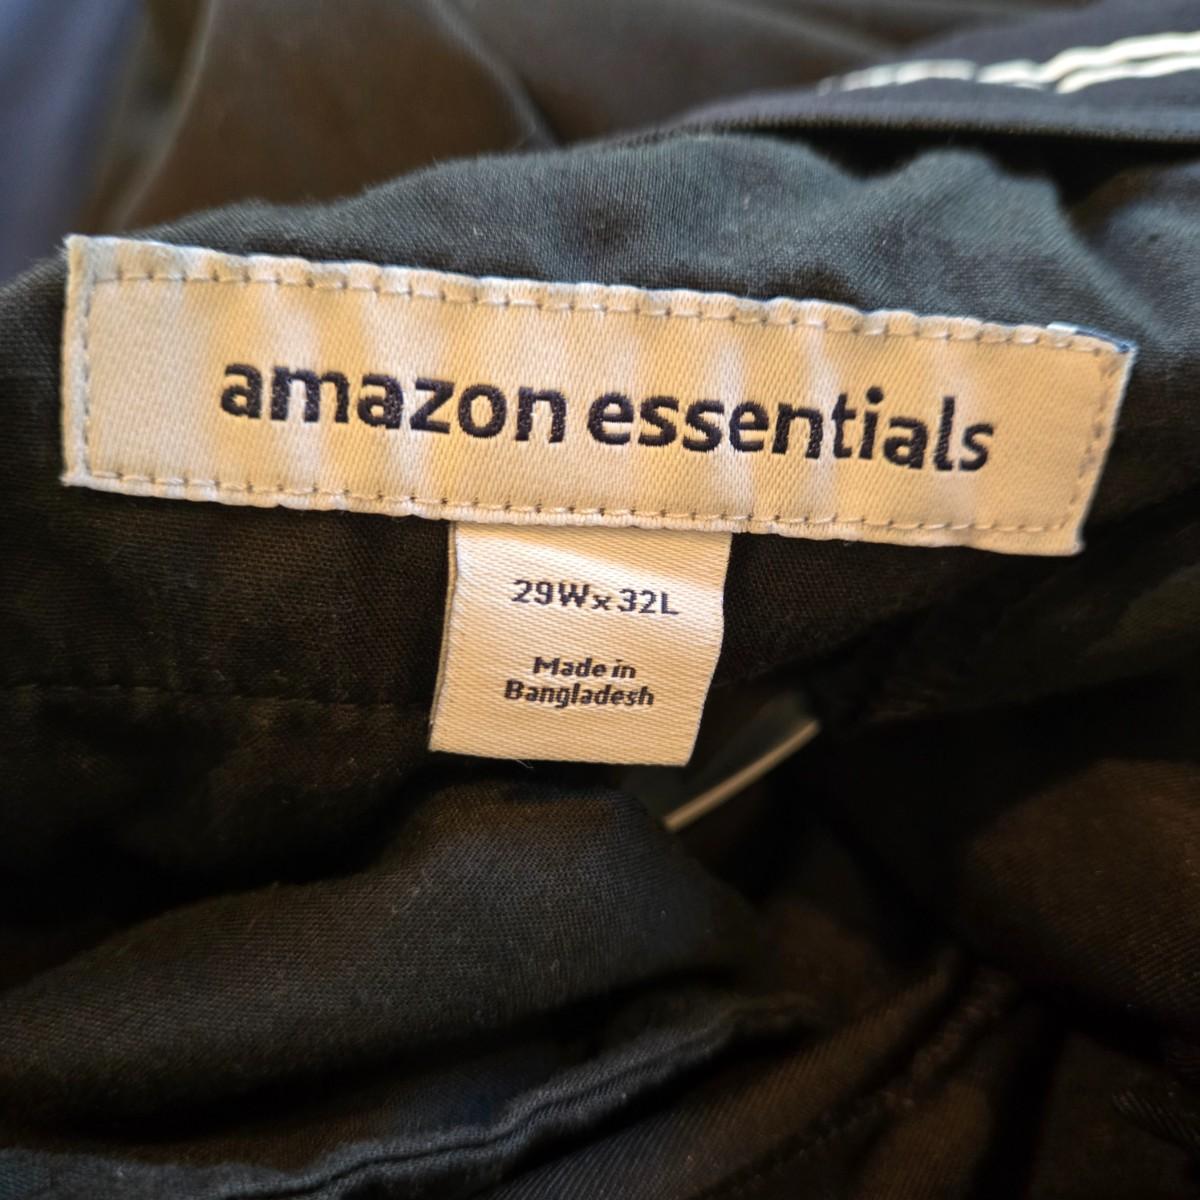 amazon essentials
29W x 32L
Made in
Bangladesh